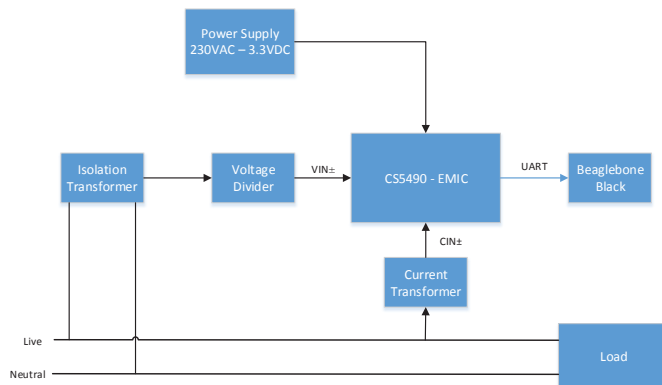 Power Supply
230VAC – 3.3VDC
Isolation
Transformer
Voltage
Divider
VIN±
CS5490 - EMIC
UART
Beaglebone
Black
CIN±
Current
Transformer
Live
Neutral
Load